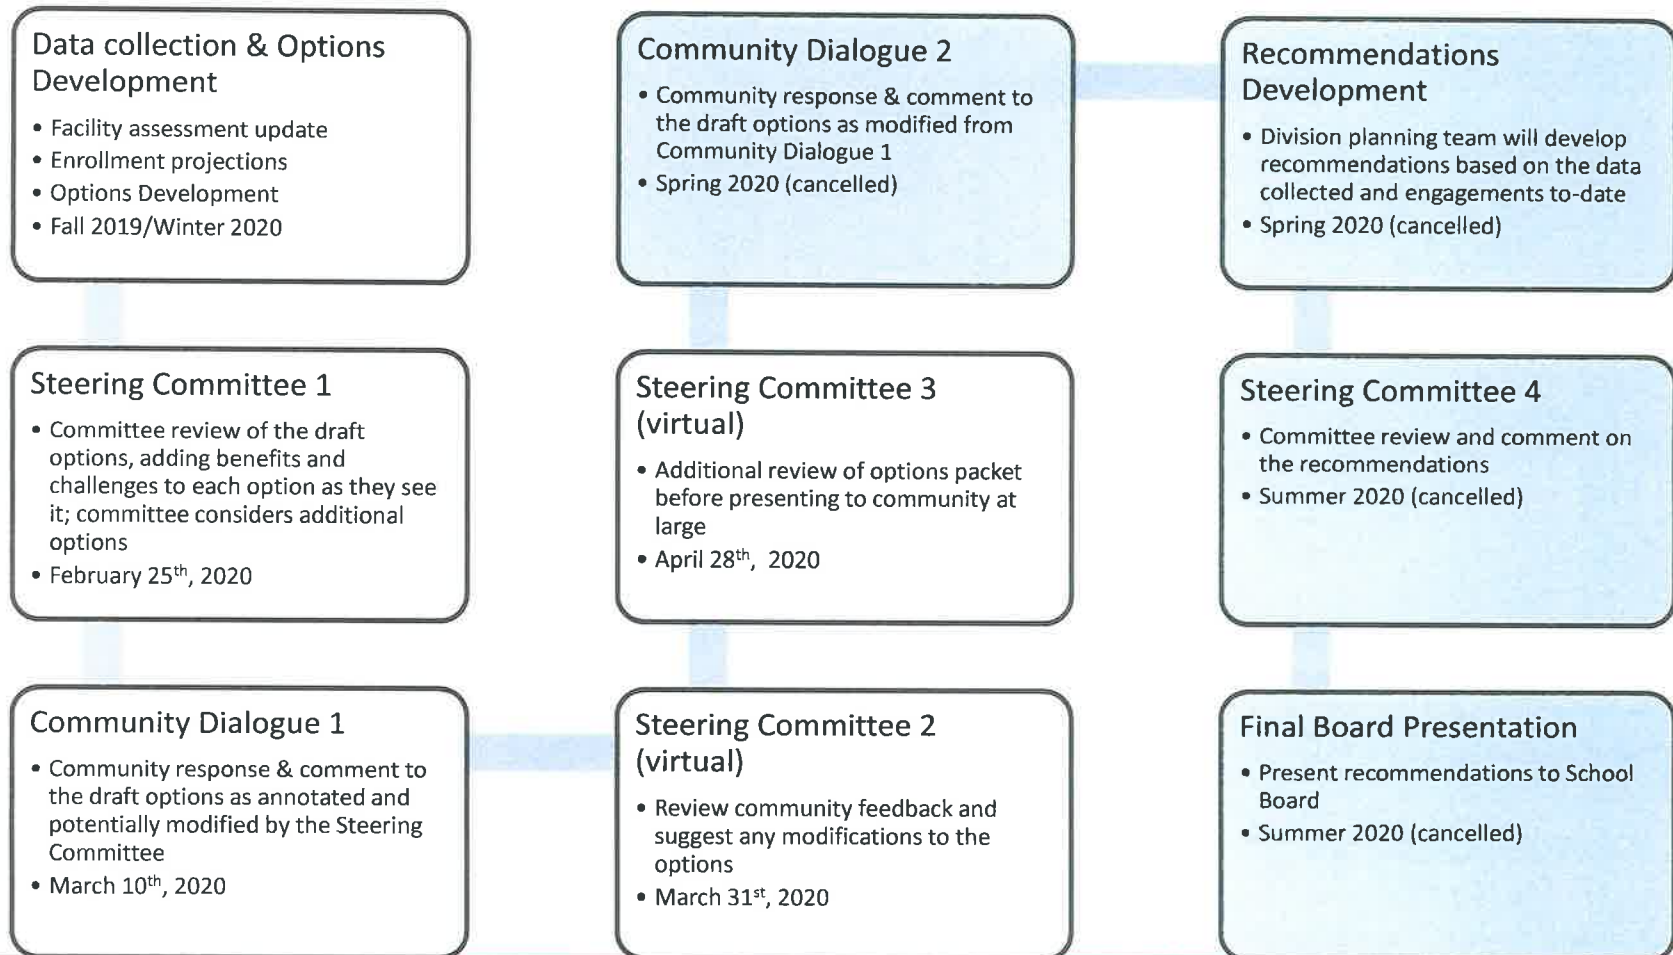 Data collection & Options
Development
• Facility assessment update
• Enrollment projections
• Options Development
• Fall 2019/Winter 2020
Steering Committee 1
• Committee review of the draft
options, adding benefits and
challenges to each option as they see
it; committee considers additional
options
• February 25th, 2020
Community Dialogue 1
• Community response & comment to
the draft options as annotated and
potentially modified by the Steering
Committee
• March 10th, 2020
Steering Committee 2
(virtual)
• Review community feedback and
suggest any modifications to the
options
• March 31st, 2020
Steering Committee 3
(virtual)
• Additional review of options packet
before presenting to community at
large
• April 28th, 2020
Community Dialogue 2
• Community response & comment to
the draft options as modified from
Community Dialogue 1
• Spring 2020 (cancelled)
Recommendations
Development
• Division planning team will develop
recommendations based on the data
collected and engagements to-date
• Spring 2020 (cancelled)
Steering Committee 4
• Committee review and comment on
the recommendations
• Summer 2020 (cancelled)
Final Board Presentation
• Present recommendations to School
Board
• Summer 2020 (cancelled)